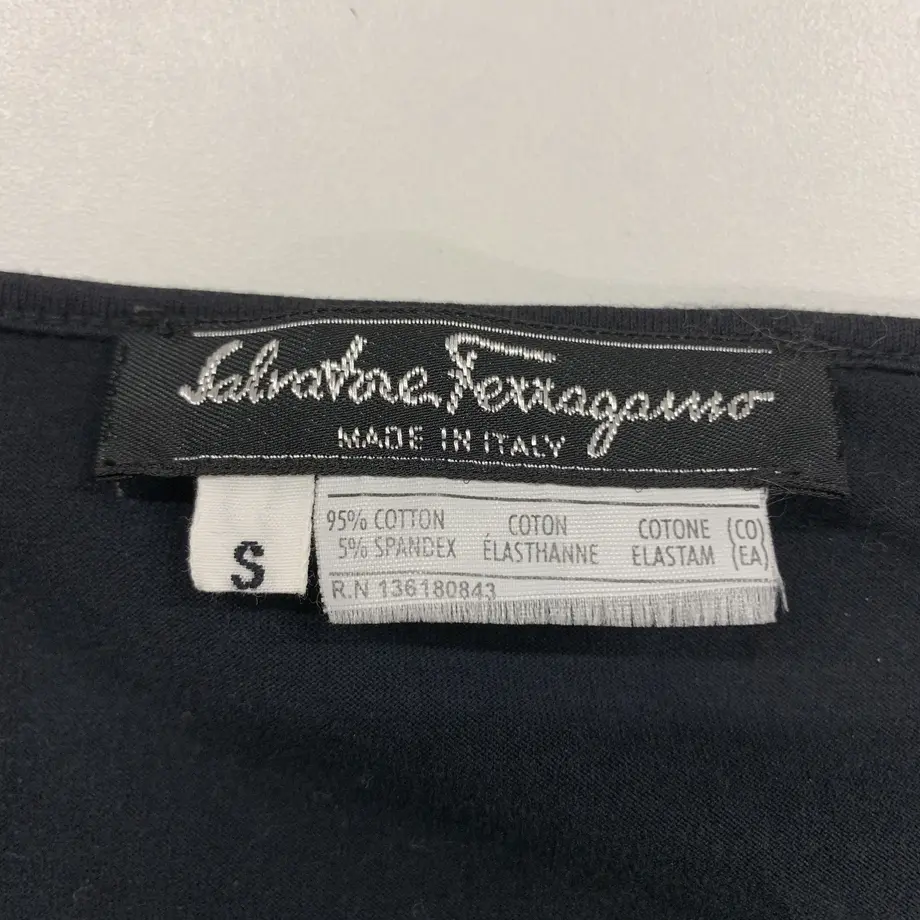 Salvatore Ferragamo
MADE IN ITALY
S
95% COTTON COTON COTONE (CO)
5% SPANDEX ÉLASTHANNE ELASTAM (EA)
R.N 136180843